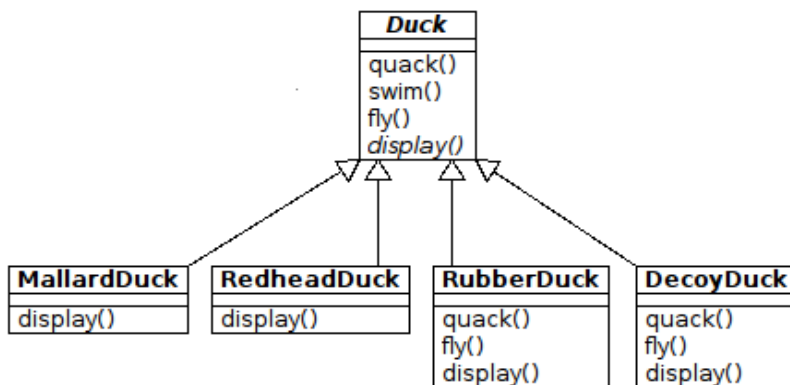 Duck
quack()
swim()
fly()
display()
MallardDuck
display()
RedheadDuck
display()
RubberDuck
quack()
fly()
display()
DecoyDuck
quack()
fly()
display()